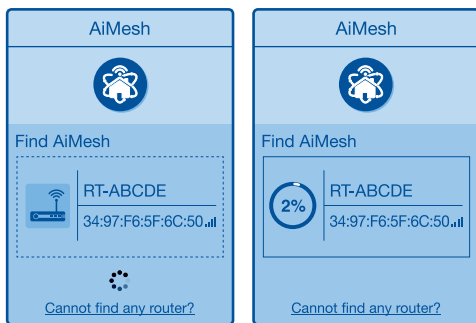 AiMesh
Find AiMesh
RT-ABCDE
34:97:F6:5F:6C:50
Cannot find any router?
AiMesh
Find AiMesh
2%
RT-ABCDE
34:97:F6:5F:6C:50
Cannot find any router?